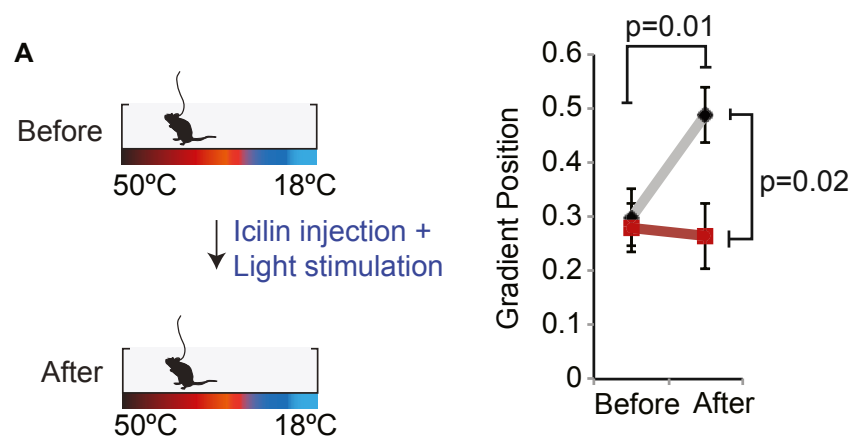 A
Before
50ºC 18ºC
Icilin injection +
Light stimulation
After
50ºC 18ºC
p=0.01
0.6
0.5
0.4
0.3
0.2
0.1
0
Gradient Position
p=0.02
Before After